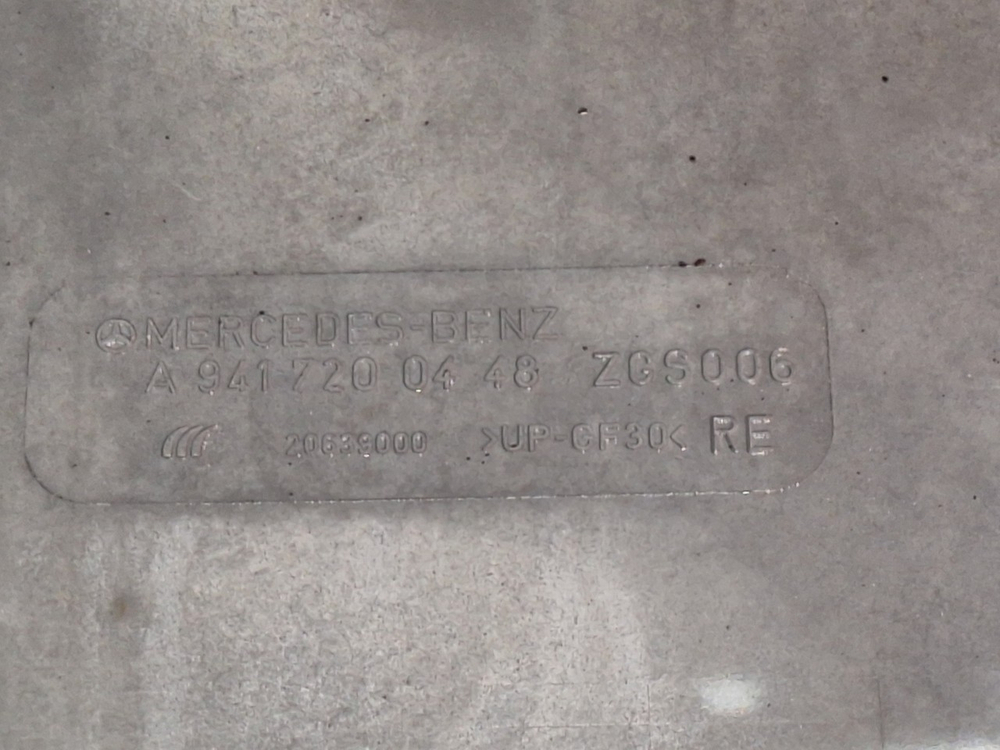 MERCEDES-BENZ
A 941 720 04 48 ZGS006
20639000 >UP-GF30< RE